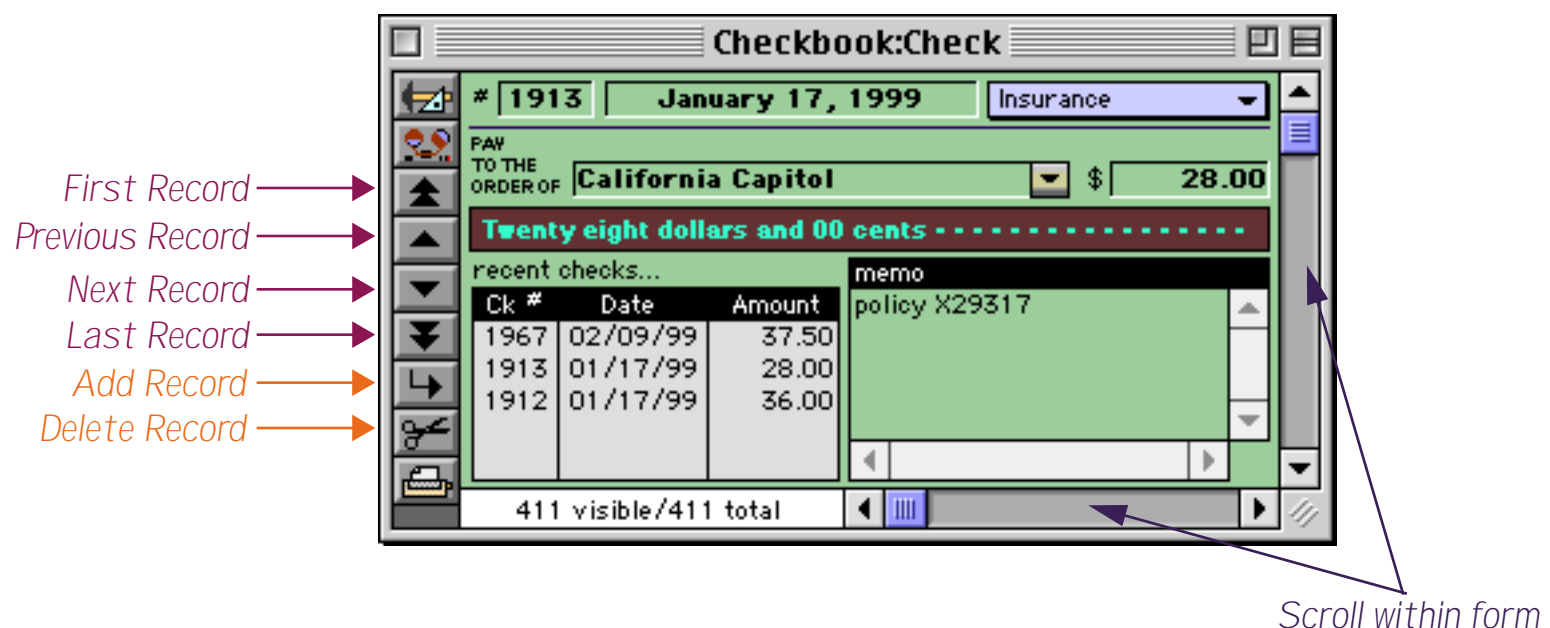 Checkbook:Check
# 1913 January 17, 1999 Insurance
PAY
TO THE
ORDER OF California Capitol $ 28.00
Twenty eight dollars and 00 cents - - - - - - - - - - - - - - - - -
recent checks...
Ck # Date Amount
1967 02/09/99 37.50
1913 01/17/99 28.00
1912 01/17/99 36.00
memo
policy X29317
411 visible/411 total
First Record
Previous Record
Next Record
Last Record
Add Record
Delete Record
Scroll within form